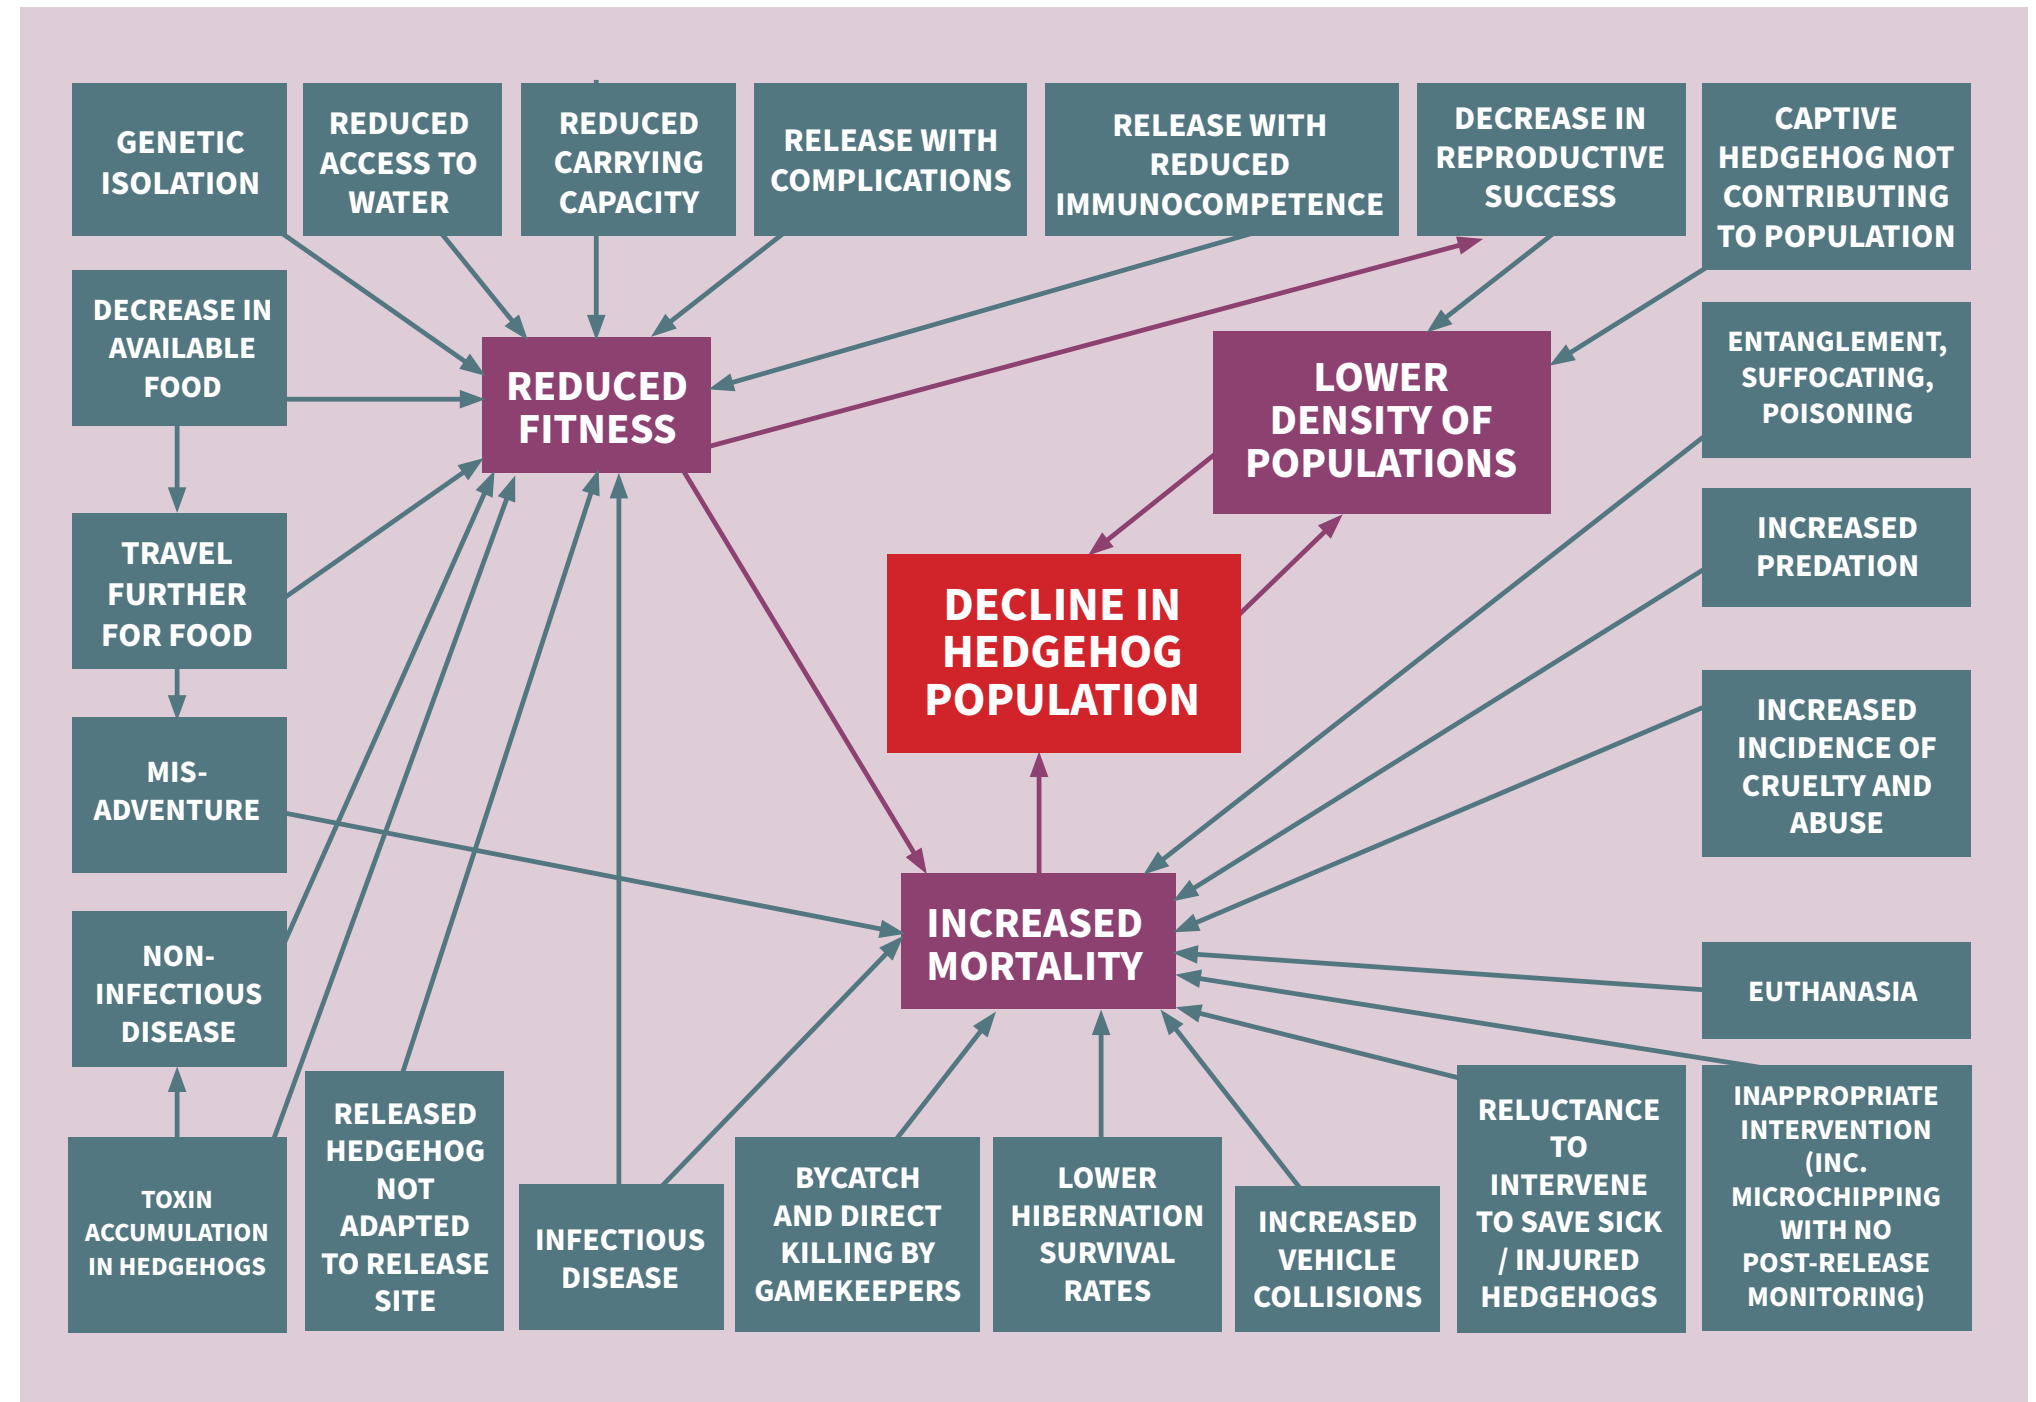 GENETIC
ISOLATION
REDUCED
ACCESS TO
WATER
REDUCED
CARRYING
CAPACITY
RELEASE WITH
COMPLICATIONS
RELEASE WITH
REDUCED
IMMUNOCOMPETENCE
DECREASE IN
REPRODUCTIVE
SUCCESS
CAPTIVE
HEDGEHOG NOT
CONTRIBUTING
TO POPULATION
DECREASE IN
AVAILABLE
FOOD
REDUCED
FITNESS
LOWER
DENSITY OF
POPULATIONS
ENTANGLEMENT,
SUFFOCATING,
POISONING
TRAVEL
FURTHER
FOR FOOD
DECLINE IN
HEDGEHOG
POPULATION
INCREASED
PREDATION
MIS-
ADVENTURE
INCREASED
INCIDENCE OF
CRUELTY AND
ABUSE
NON-
INFECTIOUS
DISEASE
INCREASED
MORTALITY
EUTHANASIA
TOXIN
ACCUMULATION
IN HEDGEHOGS
RELEASED
HEDGEHOG
NOT
ADAPTED
TO RELEASE
SITE
INFECTIOUS
DISEASE
BYCATCH
AND DIRECT
KILLING BY
GAMEKEEPERS
LOWER
HIBERNATION
SURVIVAL
RATES
INCREASED
VEHICLE
COLLISIONS
RELUCTANCE
TO
INTERVENE
TO SAVE SICK
/ INJURED
HEDGEHOGS
INAPPROPRIATE
INTERVENTION
(INC.
MICROCHIPPING
WITH NO
POST-RELEASE
MONITORING)